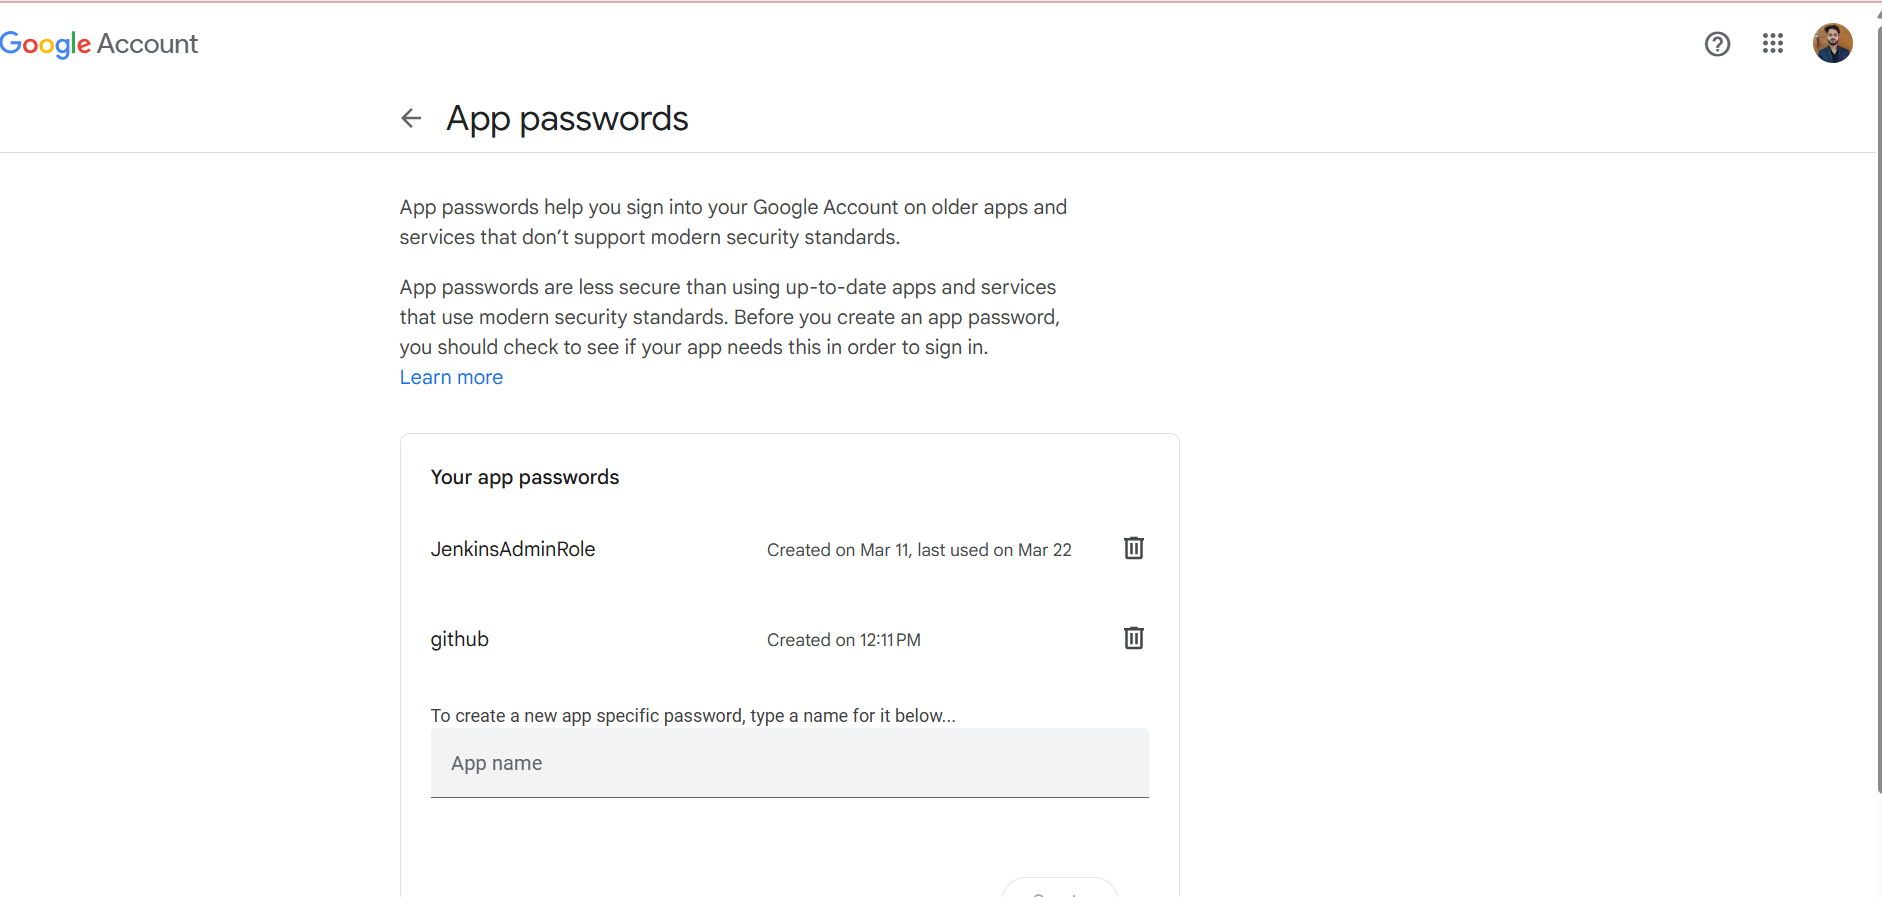 Google Account
App passwords
App passwords help you sign into your Google Account on older apps and
services that don’t support modern security standards.
App passwords are less secure than using up-to-date apps and services
that use modern security standards. Before you create an app password,
you should check to see if your app needs this in order to sign in.
Learn more
Your app passwords
JenkinsAdminRole Created on Mar 11, last used on Mar 22
github Created on 12:11 PM
To create a new app specific password, type a name for it below...
App name